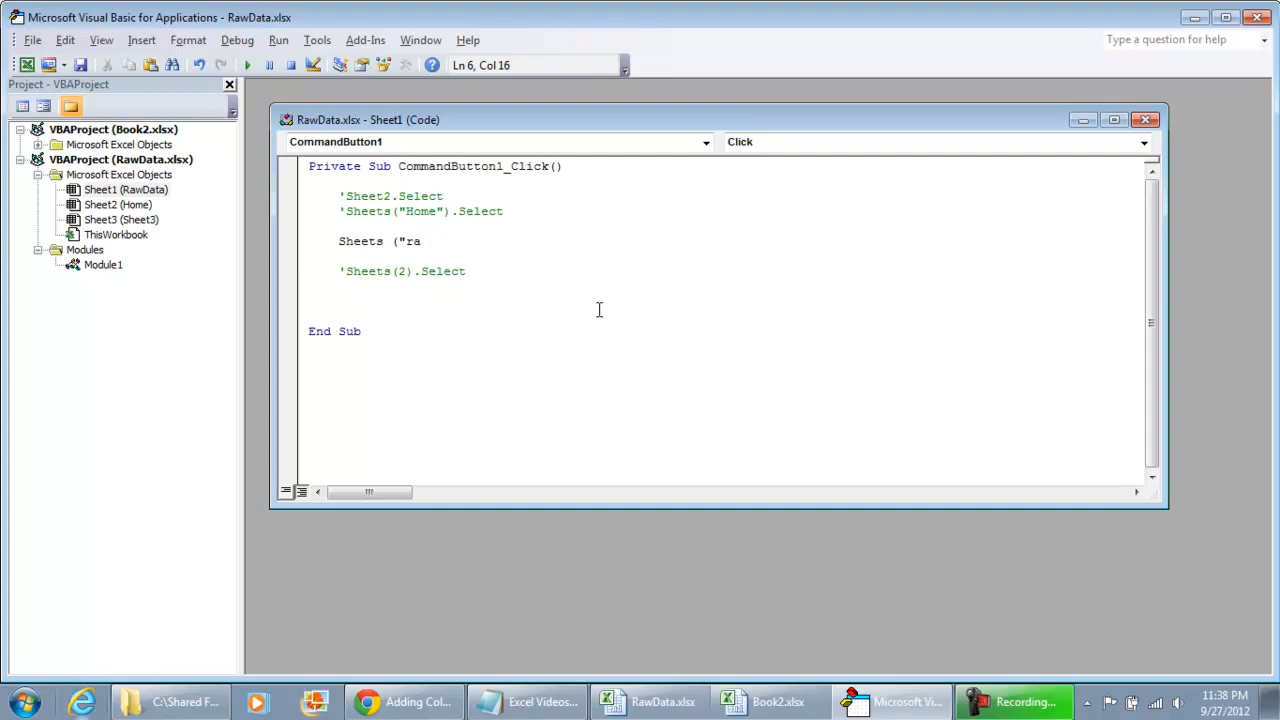 Microsoft Visual Basic for Applications - RawData.xlsx
File Edit View Insert Format Debug Run Tools Add-Ins Window Help
Type a question for help
Ln 6, Col 16
Project - VBAProject
VBAProject (Book2.xlsx)
Microsoft Excel Objects
VBAProject (RawData.xlsx)
Microsoft Excel Objects
Sheet1 (RawData)
Sheet2 (Home)
Sheet3 (Sheet3)
ThisWorkbook
Modules
Module1
RawData.xlsx - Sheet1 (Code)
CommandButton1
Click
Private Sub CommandButton1_Click()
'Sheet2.Select
'Sheets("Home").Select
Sheets ("ra
'Sheets(2).Select
End Sub
C:\Shared F...
Adding Col...
Excel Videos...
RawData.xlsx
Book2.xlsx
Microsoft Vi...
Recording...
11:38 PM
9/27/2012